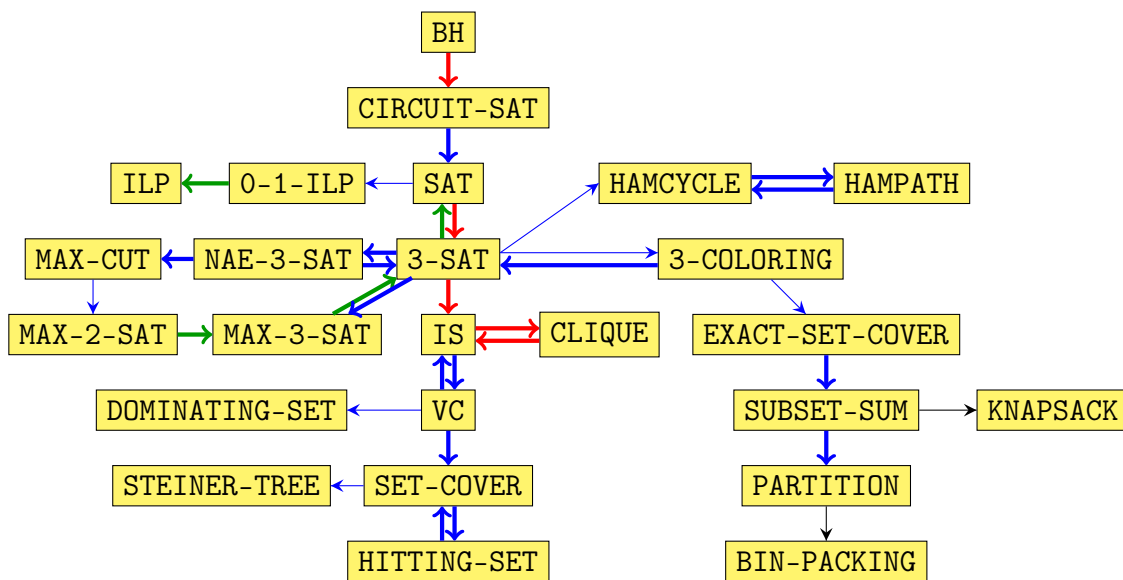 BH
CIRCUIT-SAT
ILP 0-1-ILP SAT HAMCYCLE HAMPATH
MAX-CUT NAE-3-SAT 3-SAT 3-COLORING
MAX-2-SAT MAX-3-SAT IS CLIQUE EXACT-SET-COVER
DOMINATING-SET VC SUBSET-SUM KNAPSACK
STEINER-TREE SET-COVER PARTITION
HITTING-SET BIN-PACKING